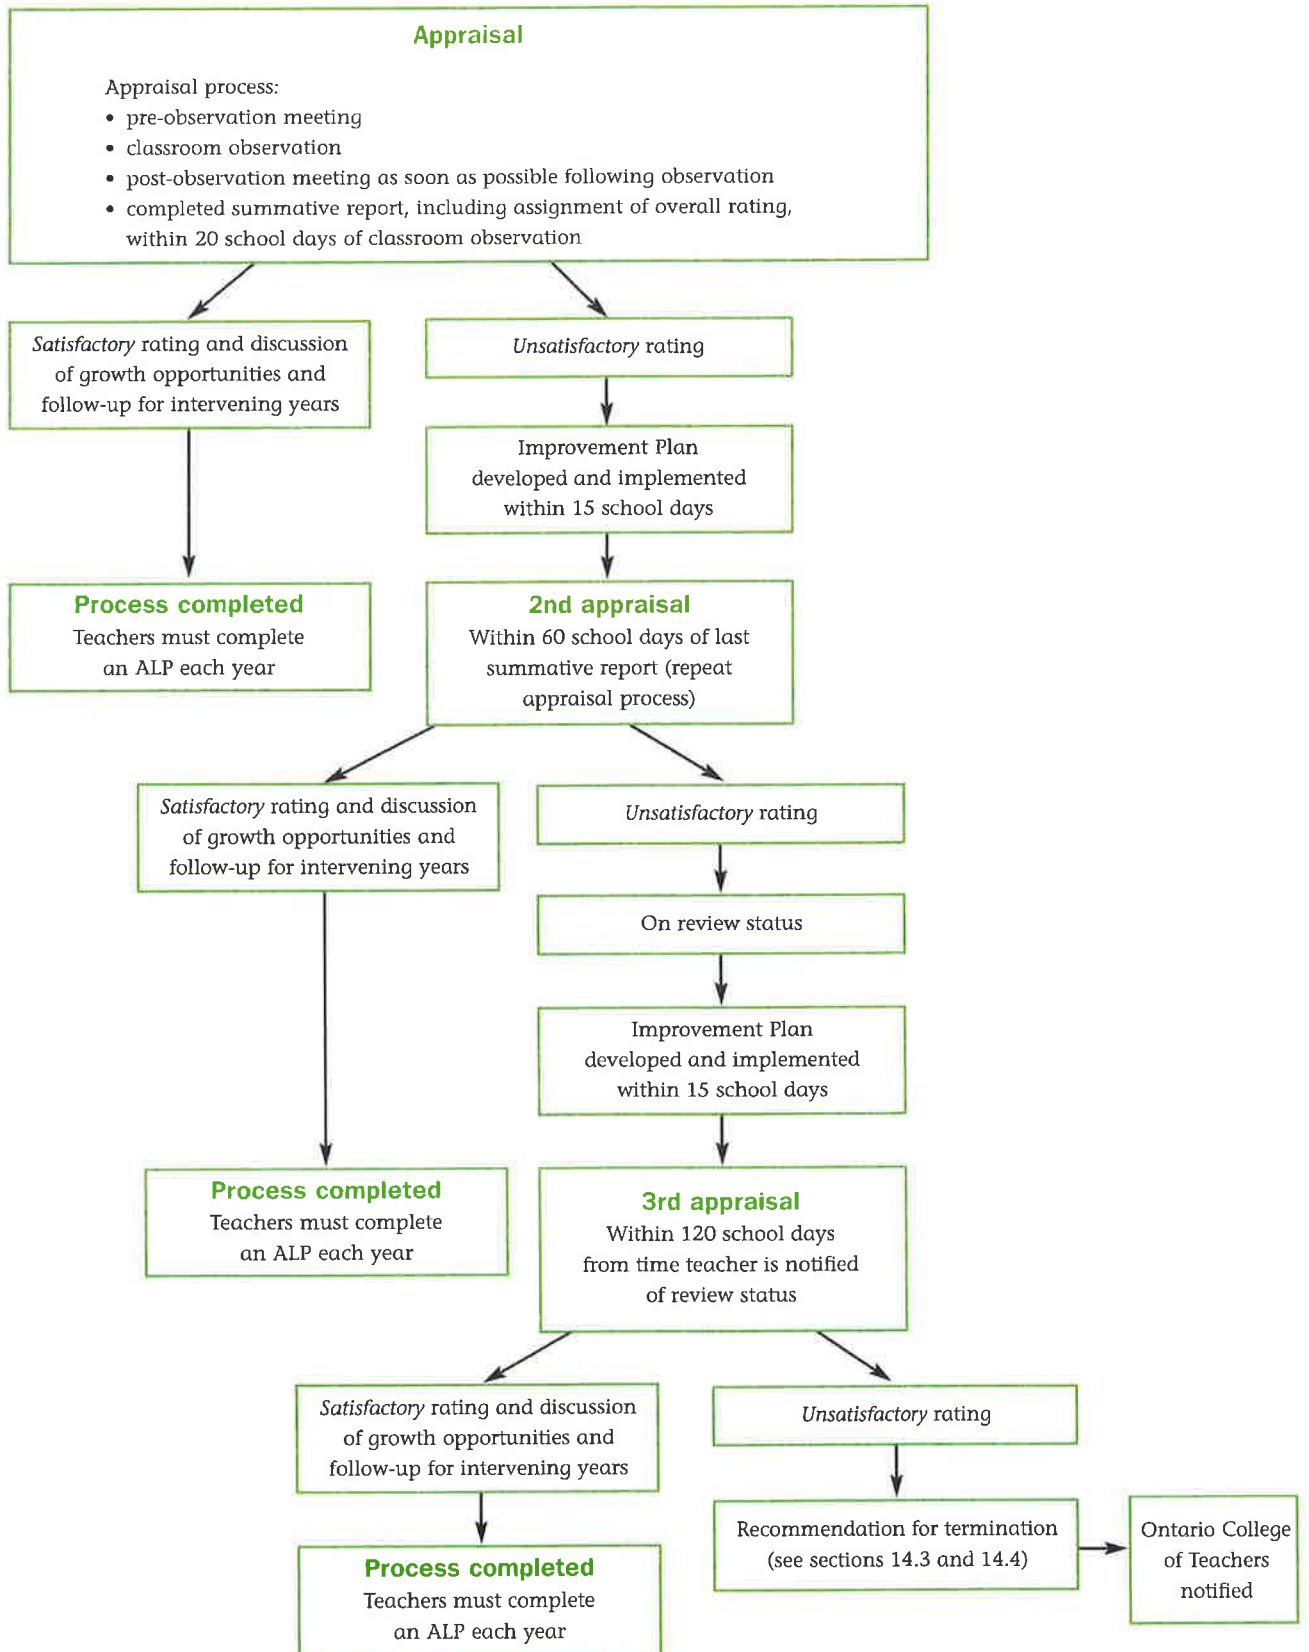 Appraisal
Appraisal process:
• pre-observation meeting
• classroom observation
• post-observation meeting as soon as possible following observation
• completed summative report, including assignment of overall rating,
within 20 school days of classroom observation
Satisfactory rating and discussion
of growth opportunities and
follow-up for intervening years
Unsatisfactory rating
Improvement Plan
developed and implemented
within 15 school days
Process completed
Teachers must complete
an ALP each year
2nd appraisal
Within 60 school days of last
summative report (repeat
appraisal process)
Satisfactory rating and discussion
of growth opportunities and
follow-up for intervening years
Unsatisfactory rating
On review status
Improvement Plan
developed and implemented
within 15 school days
Process completed
Teachers must complete
an ALP each year
3rd appraisal
Within 120 school days
from time teacher is notified
of review status
Satisfactory rating and discussion
of growth opportunities and
follow-up for intervening years
Unsatisfactory rating
Recommendation for termination
(see sections 14.3 and 14.4)
Ontario College
of Teachers
notified
Process completed
Teachers must complete
an ALP each year